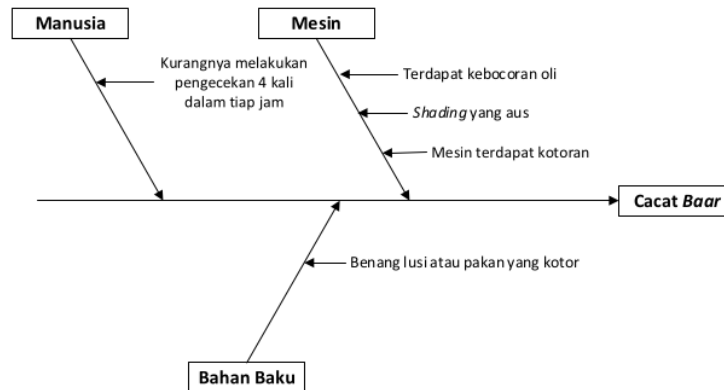 Manusia
Mesin
Kurangnya melakukan
pengecekan 4 kali
dalam tiap jam
Terdapat kebocoran oli
Shading yang aus
Mesin terdapat kotoran
Cacat Baar
Benang lusi atau pakan yang kotor
Bahan Baku